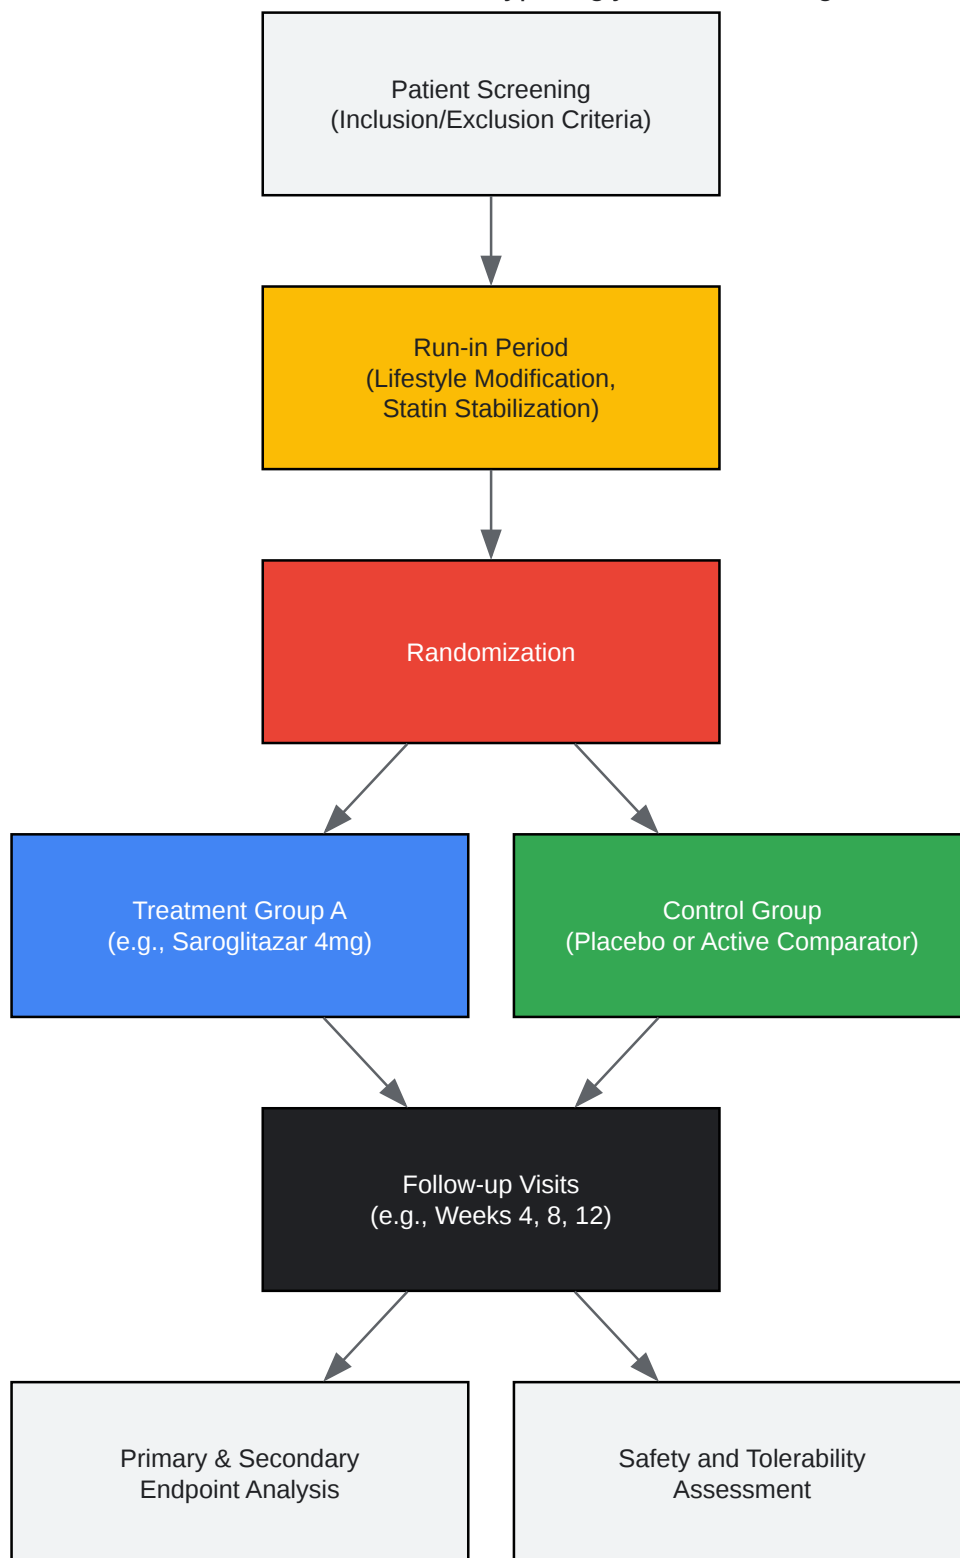 Patient Screening
(Inclusion/Exclusion Criteria)
Run-in Period
(Lifestyle Modification,
Statin Stabilization)
Randomization
Treatment Group A
(e.g., Saroglitazar 4mg)
Control Group
(Placebo or Active Comparator)
Follow-up Visits
(e.g., Weeks 4, 8, 12)
Primary & Secondary
Endpoint Analysis
Safety and Tolerability
Assessment